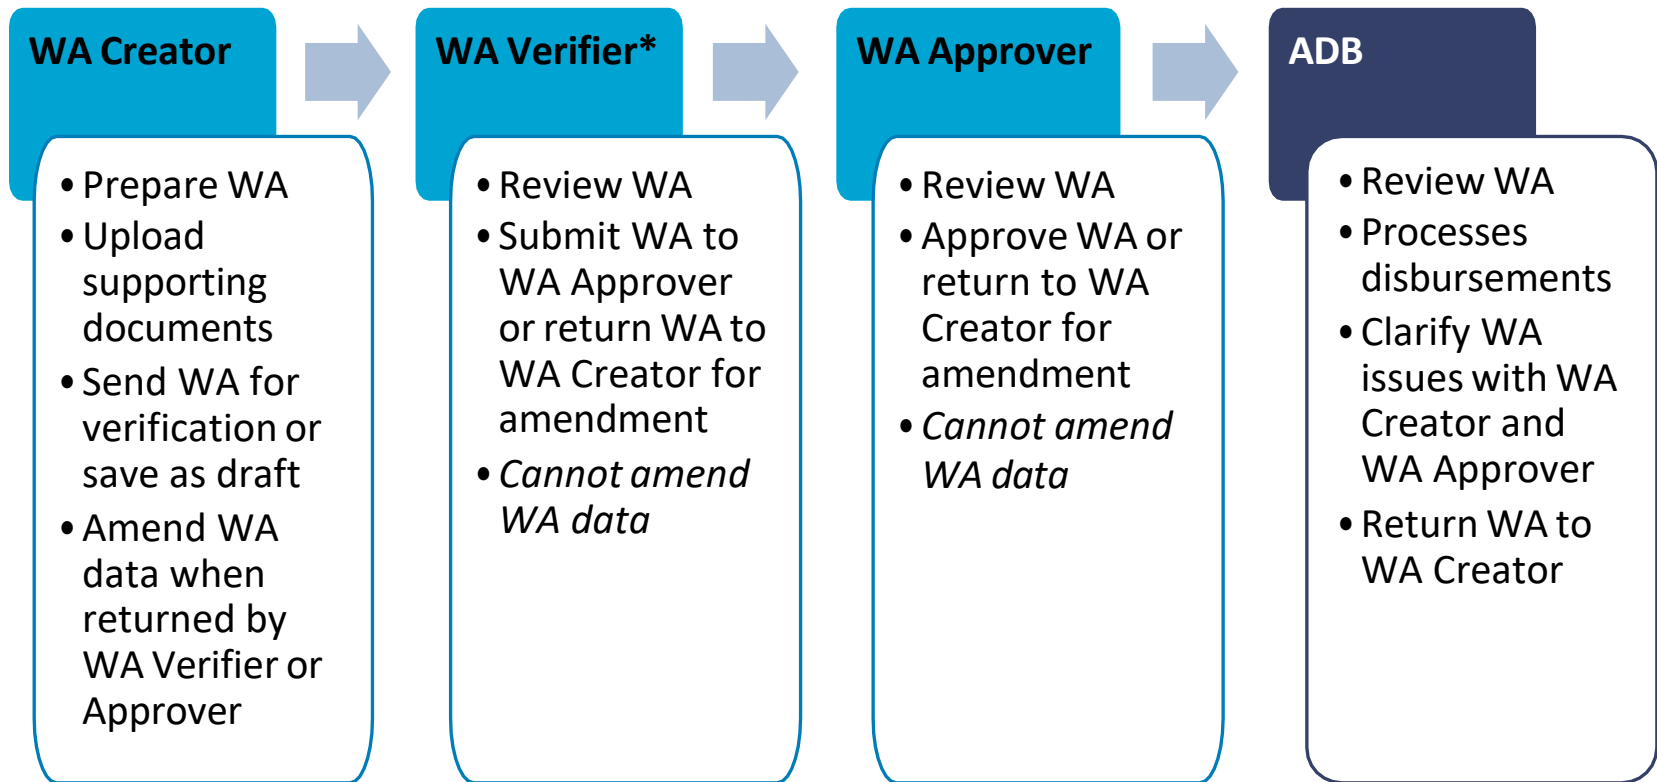 WA Creator
• Prepare WA
• Upload
supporting
documents
• Send WA for
verification or
save as draft
• Amend WA
data when
returned by
WA Verifier or
Approver
WA Verifier*
• Review WA
• Submit WA to
WA Approver
or return WA to
WA Creator for
amendment
• Cannot amend
WA data
WA Approver
• Review WA
• Approve WA or
return to WA
Creator for
amendment
• Cannot amend
WA data
ADB
• Review WA
• Processes
disbursements
• Clarify WA
issues with WA
Creator and
WA Approver
• Return WA to
WA Creator